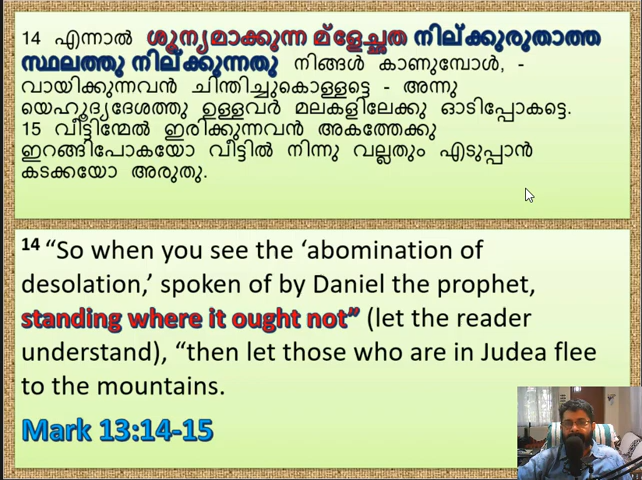 14 എന്നാൽ ശൂന്യമാക്കുന്ന മ്ളേച്ഛത നില്ക്കുരുതാത്ത
സ്ഥലത്തു നില്ക്കുന്നതു നിങ്ങൾ കാണുമ്പോൾ, -
വായിക്കുന്നവൻ ചിന്തിച്ചുകൊള്ളട്ടെ - അന്നു
യെഹൂദ്യദേശത്തു ഉള്ളവർ മലകളിലേക്കു ഓടിപ്പോകട്ടെ.
15 വീട്ടിന്മേൽ ഇരിക്കുന്നവൻ അകത്തേക്കു
ഇറങ്ങിപോകയോ വീട്ടിൽ നിന്നു വല്ലതും എടുപ്പാൻ
കടക്കയോ അരുതു.
14 “So when you see the ‘abomination of
desolation,’ spoken of by Daniel the prophet,
standing where it ought not” (let the reader
understand), “then let those who are in Judea flee
to the mountains.
Mark 13:14-15